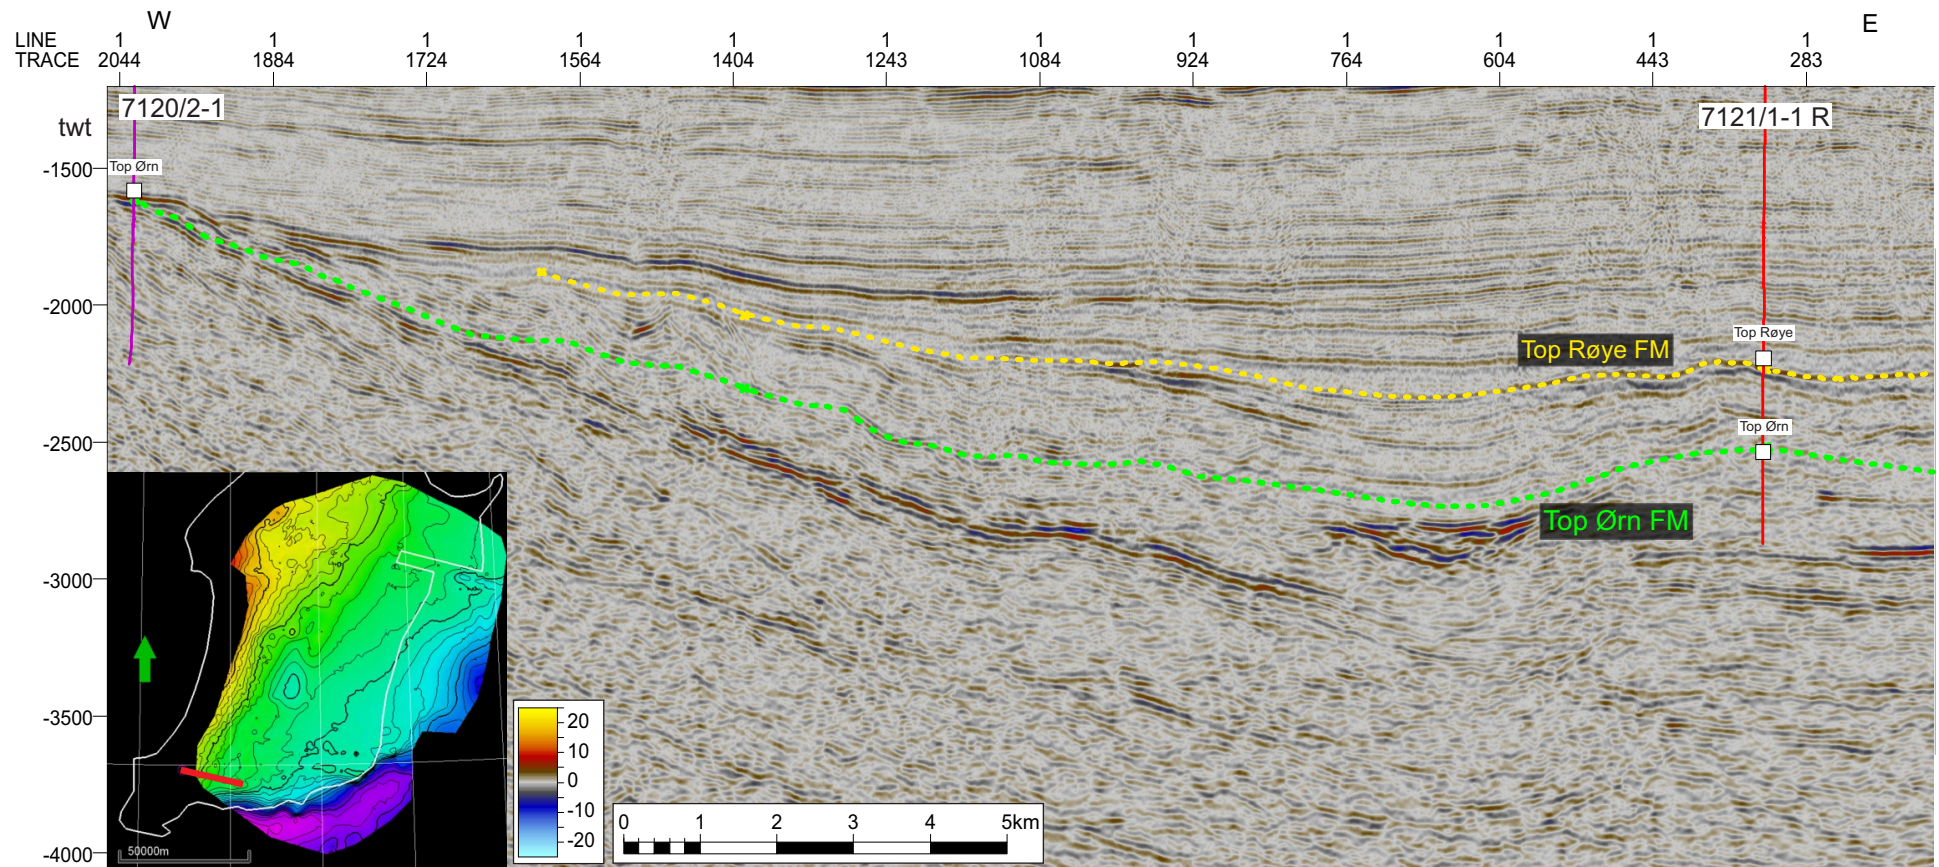 W
E
LINE 1 1 1 1 1 1 1 1 1 1 1 1
TRACE 2044 1884 1724 1564 1404 1243 1084 924 764 604 443 283
7120/2-1
7121/1-1 R
twt
Top Ørn
-1500
-2000
Top Røye
Top Røye FM
Top Ørn
-2500
Top Ørn FM
-3000
-3500
-4000
20
10
0
-10
-20
0 1 2 3 4 5km
50000m